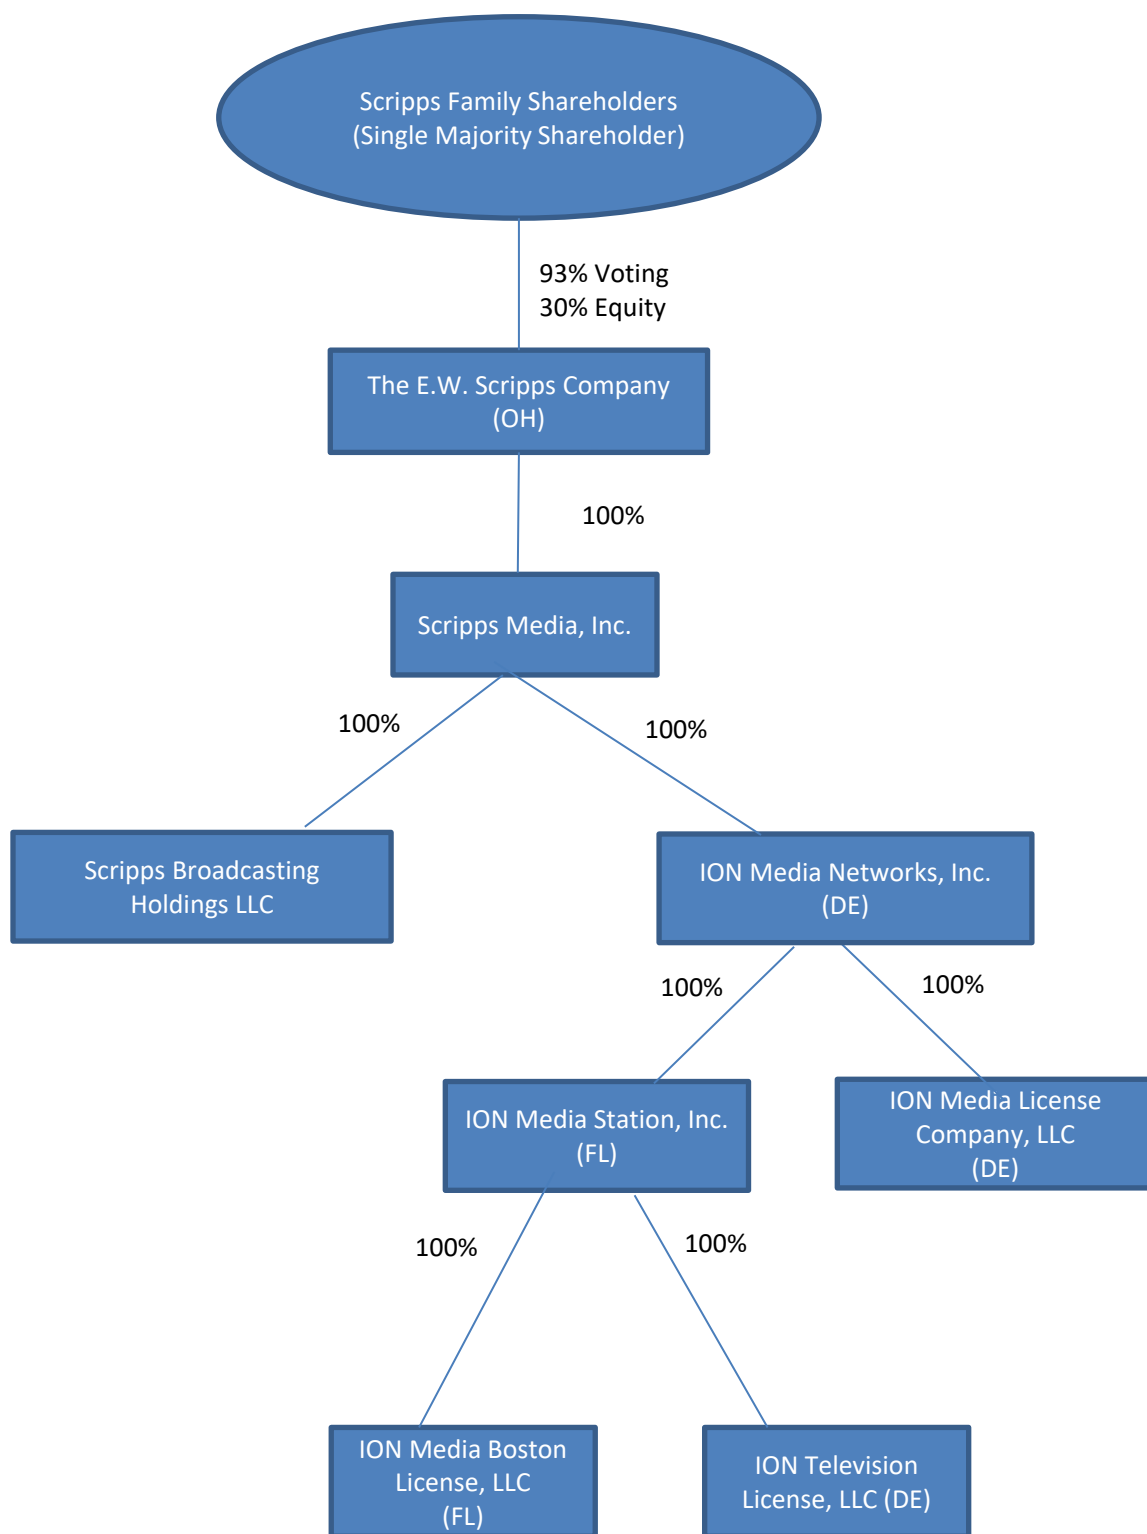 Scripps Family Shareholders
(Single Majority Shareholder)
93% Voting
30% Equity
The E.W. Scripps Company
(OH)
100%
Scripps Media, Inc.
100%
100%
Scripps Broadcasting
Holdings LLC
ION Media Networks, Inc.
(DE)
100%
100%
ION Media Station, Inc.
(FL)
ION Media License
Company, LLC
(DE)
100%
100%
ION Media Boston
License, LLC
(FL)
ION Television
License, LLC (DE)